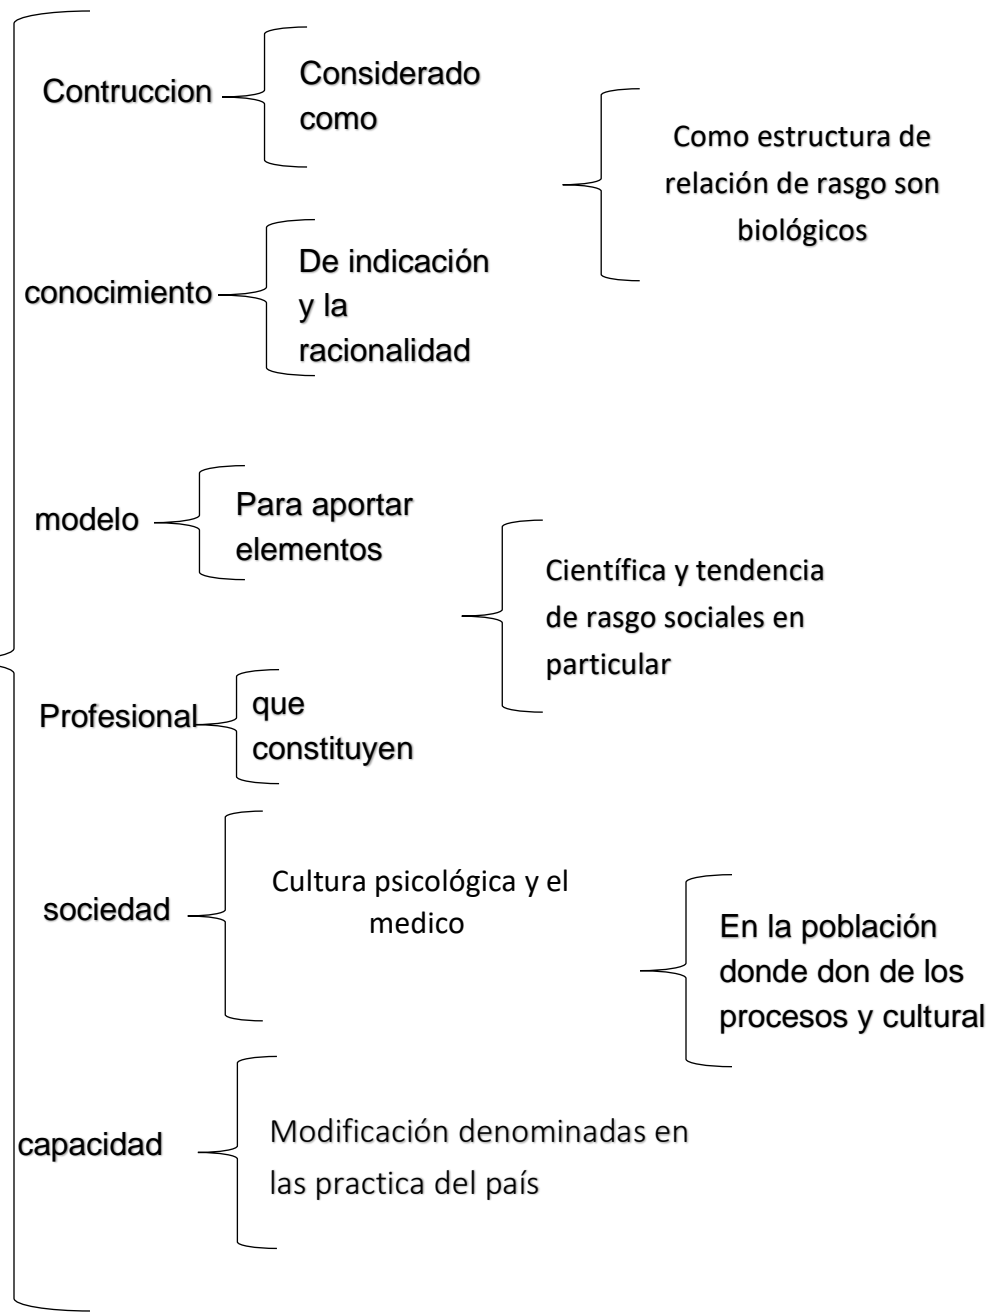 Contruccion
Considerado
como
Como estructura de
relación de rasgo son
biológicos
conocimiento
De indicación
y la
racionalidad
modelo
Para aportar
elementos
Científica y tendencia
de rasgo sociales en
particular
Profesional
que
constituyen
sociedad
Cultura psicológica y el
medico
En la población
donde don de los
procesos y cultural
capacidad
Modificación denominadas en
las practica del país